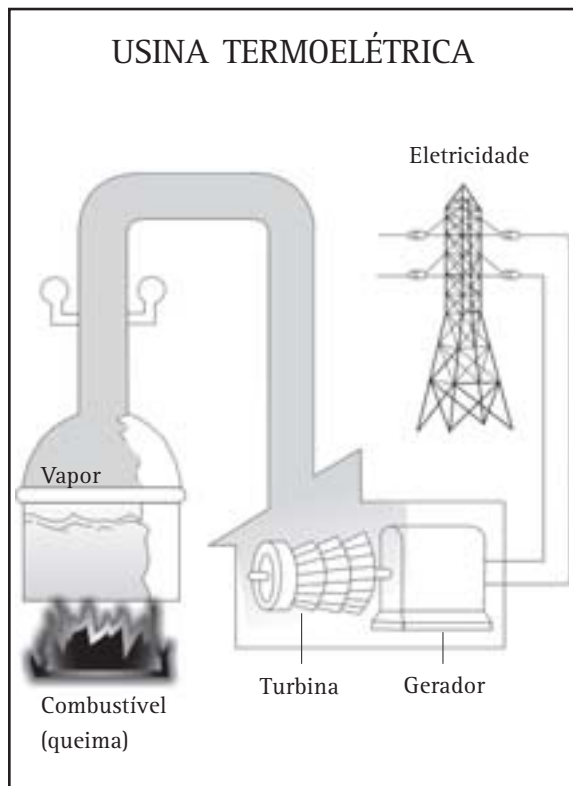 USINA TERMOELÉTRICA
Eletricidade
Vapor
Turbina
Gerador
Combustível
(queima)